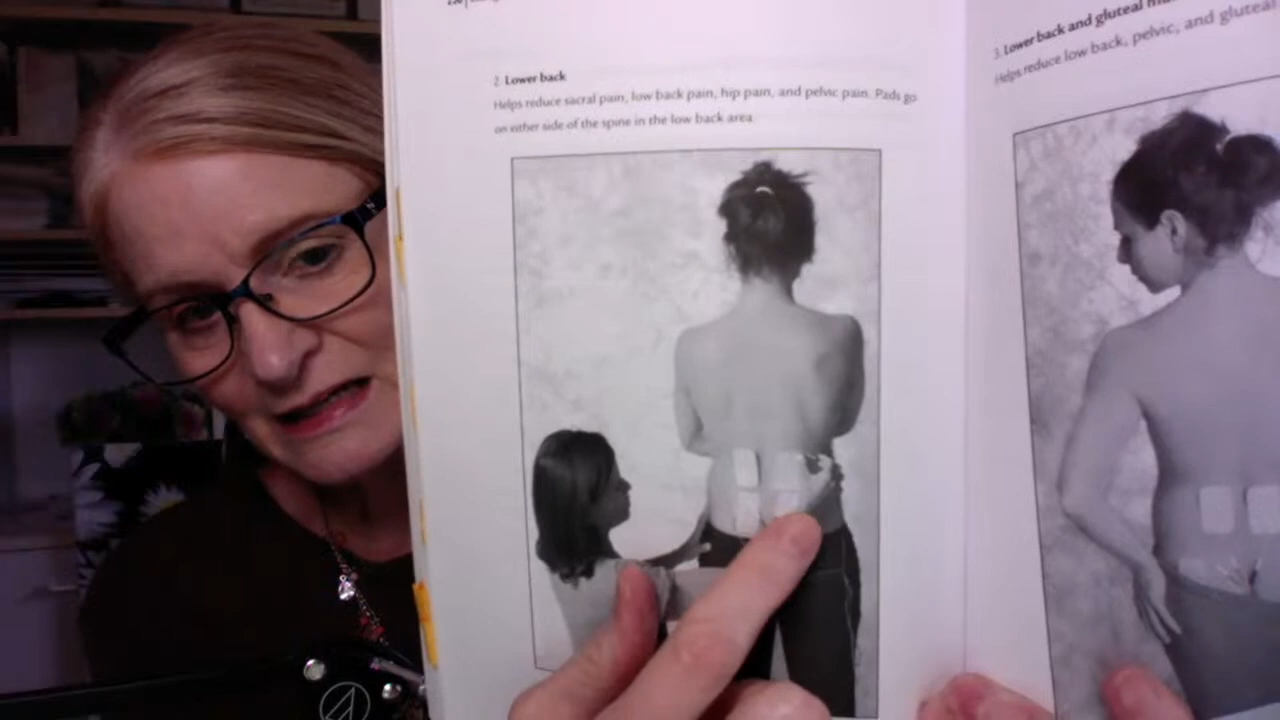 2. Lower back
Helps reduce sacral pain, low back pain, hip pain, and pelvic pain. Pads go
on either side of the spine in the low back area.
3. Lower back and gluteal
Helps reduce low back, pelvic, and gluteal